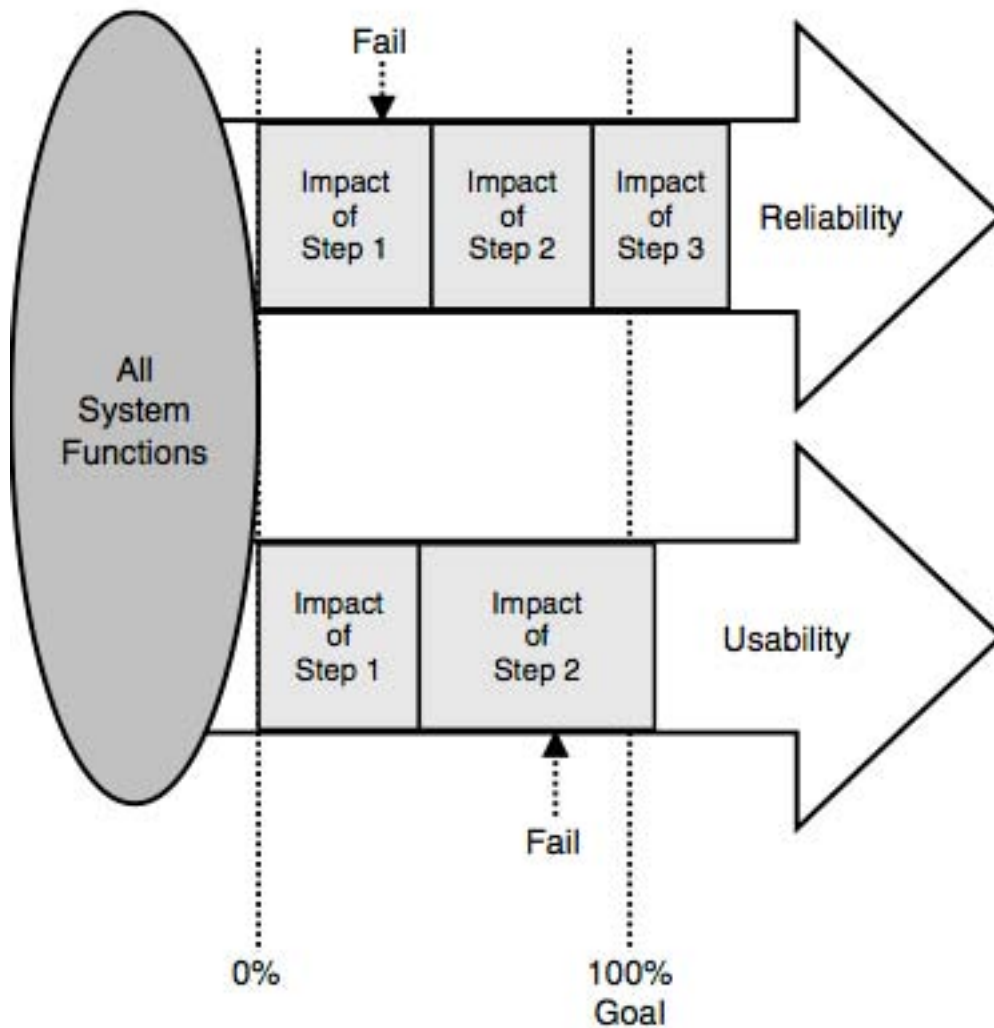 Fail
Impact
of
Step 1
Impact
of
Step 2
Impact
of
Step 3
Reliability
All
System
Functions
Impact
of
Step 1
Impact
of
Step 2
Usability
Fail
0%
100%
Goal